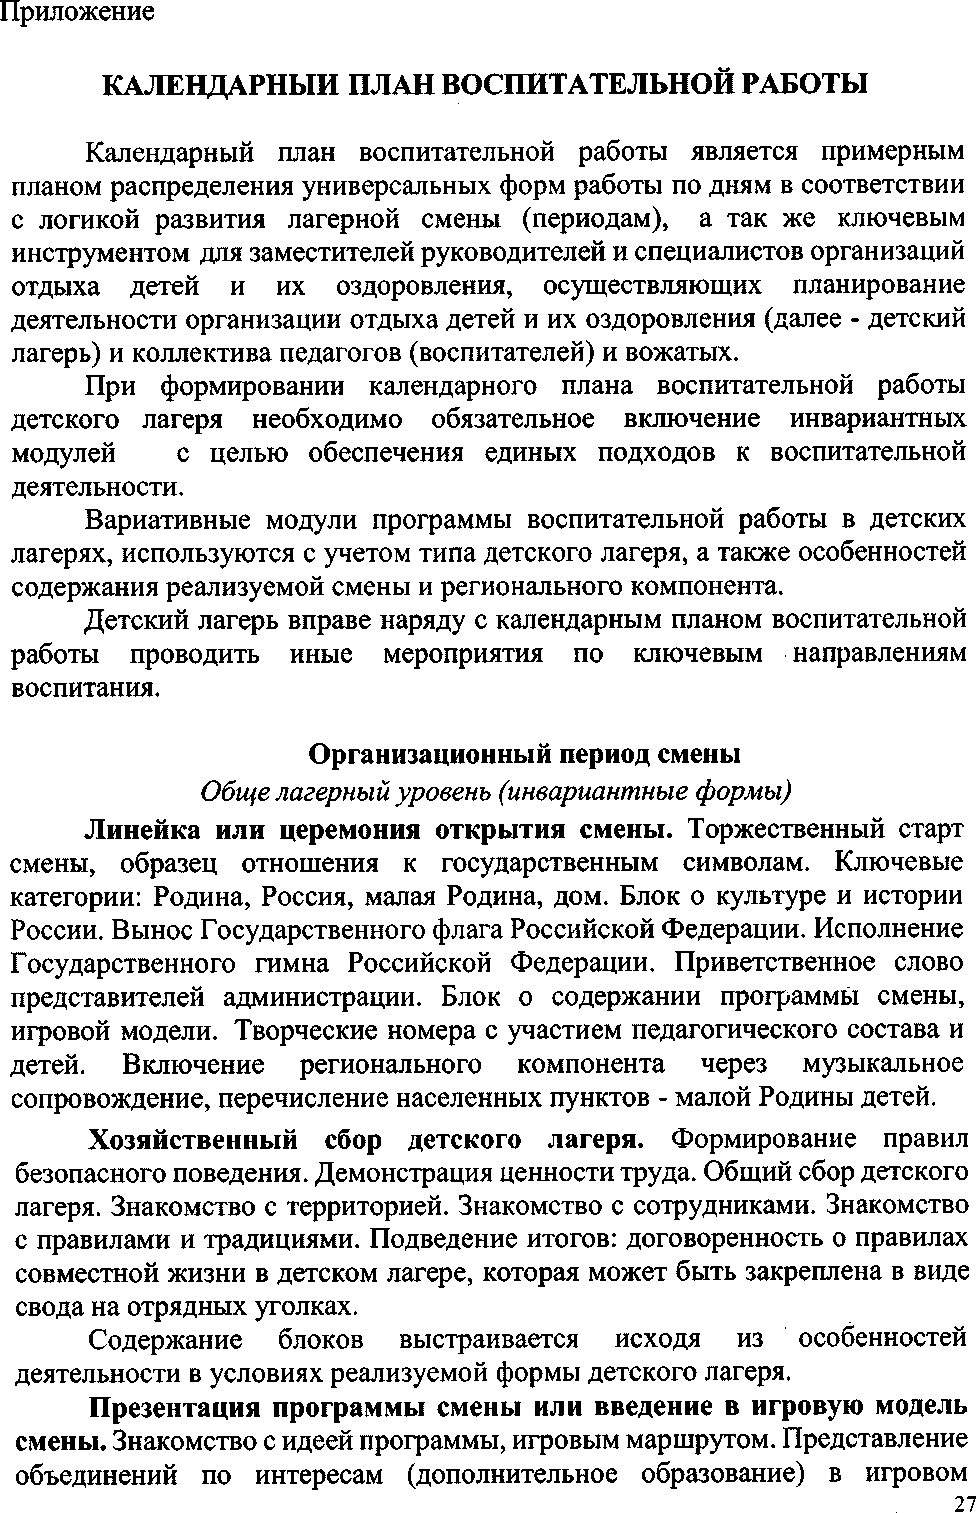 Приложение
КАЛЕНДАРНЫИ ПЛАН ВОСПИТАТЕЛЬНОЙ РАБОТЫ
Календарный план воспитательной работы является примерным
планом распределения универсальных форм работы по дням в соответствии
с логикой развития лагерной смены (периодам), а так же ключевым
инструментом для заместителей руководителей и специалистов организаций
отдыха детей и их оздоровления, осуществляющих планирование
деятельности организации отдыха детей и их оздоровления (далее - детский
лагерь) и коллектива педагогов (воспитателей) и вожатых.
При формировании календарного плана воспитательной работы
детского лагеря необходимо обязательное включение инвариантных
модулей с целью обеспечения единых подходов к воспитательной
деятельности.
Вариативные модули программы воспитательной работы в детских
лагерях, используются с учетом типа детского лагеря, а также особенностей
содержания реализуемой смены и регионального компонента.
Детский лагерь вправе наряду с календарным планом воспитательной
работы проводить иные мероприятия по ключевым направлениям
воспитания.
Организационный период смены
Обще лагерный уровень (инвариантные формы)
Линейка или церемония открытия смены. Торжественный старт
смены, образец отношения к государственным символам. Ключевые
категории: Родина, Россия, малая Родина, дом. Блок о культуре и истории
России. Вынос Государственного флага Российской Федерации. Исполнение
Государственного гимна Российской Федерации. Приветственное слово
представителей администрации. Блок о содержании программы смены,
игровой модели. Творческие номера с участием педагогического состава и
детей. Включение регионального компонента через музыкальное
сопровождение, перечисление населенных пунктов - малой Родины детей.
Хозяйственный сбор детского лагеря. Формирование правил
безопасного поведения. Демонстрация ценности труда. Общий сбор детского
лагеря. Знакомство с территорией. Знакомство с сотрудниками. Знакомство
с правилами и традициями. Подведение итогов: договоренность о правилах
совместной жизни в детском лагере, которая может быть закреплена в виде
свода на отрядных уголках.
Содержание блоков выстраивается исходя из особенностей
деятельности в условиях реализуемой формы детского лагеря.
Презентация программы смены или введение в игровую модель
смены. Знакомство с идеей программы, игровым маршрутом. Представление
объединений по интересам (дополнительное образование) в игровом
27